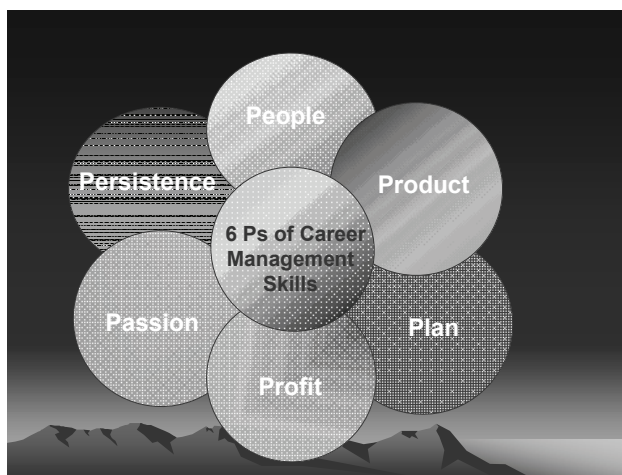 People
Persistence
Product
6 Ps of Career
Management
Skills
Passion
Plan
Profit